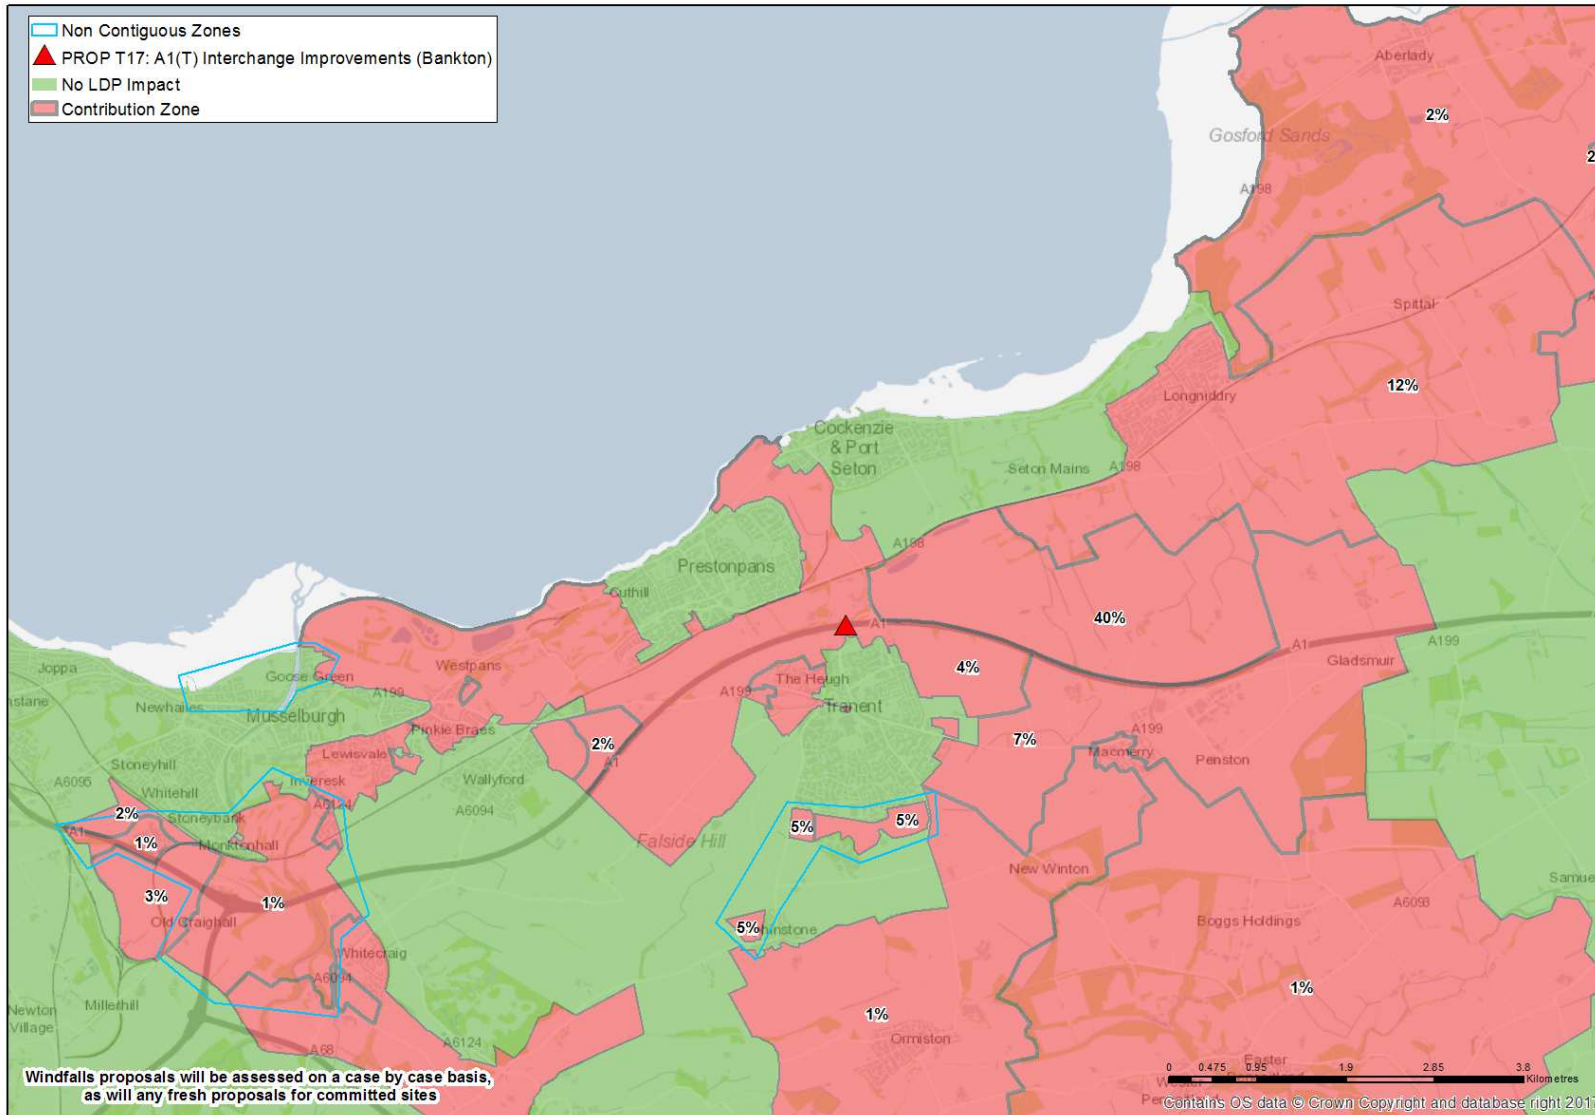 Non Contiguous Zones
PROP T17: A1(T) Interchange Improvements (Bankton)
No LDP Impact
Contribution Zone
Aberlady
2%
Gosford Sands
2
A198
Spittal
12%
Longniddry
Cockenzie
& Port
Seton
Seton Mains
A198
A198
Prestonpans
Cuthill
40%
A1
A1
A199
Gladsmuir
4%
Westpans
The Heugh
A199
Tranent
Joppa
Goose Green
A199
Newhailes
Musselburgh
Pinkie Braes
2%
A1
7%
A199
Macmerry
Penston
Lewisvale
Stoneyhill
Inveresk
Wallyford
A6095
Whitehill
A6094
A6124
2%
Stoneybank
A1
1%
Monktonhall
5%
5%
Falside Hill
New Winton
3%
1%
Old Craighall
Boggs Holdings
A6093
5%
Whitecraig
A6094
Newton
Village
Millerhill
1%
1%
Ormiston
A6124
A68
Easter
0 0.475 0.95 1.9 2.85 3.8
Kilometres
Windfalls proposals will be assessed on a case by case basis,
as will any fresh proposals for committed sites
Contains OS data © Crown Copyright and database right 201